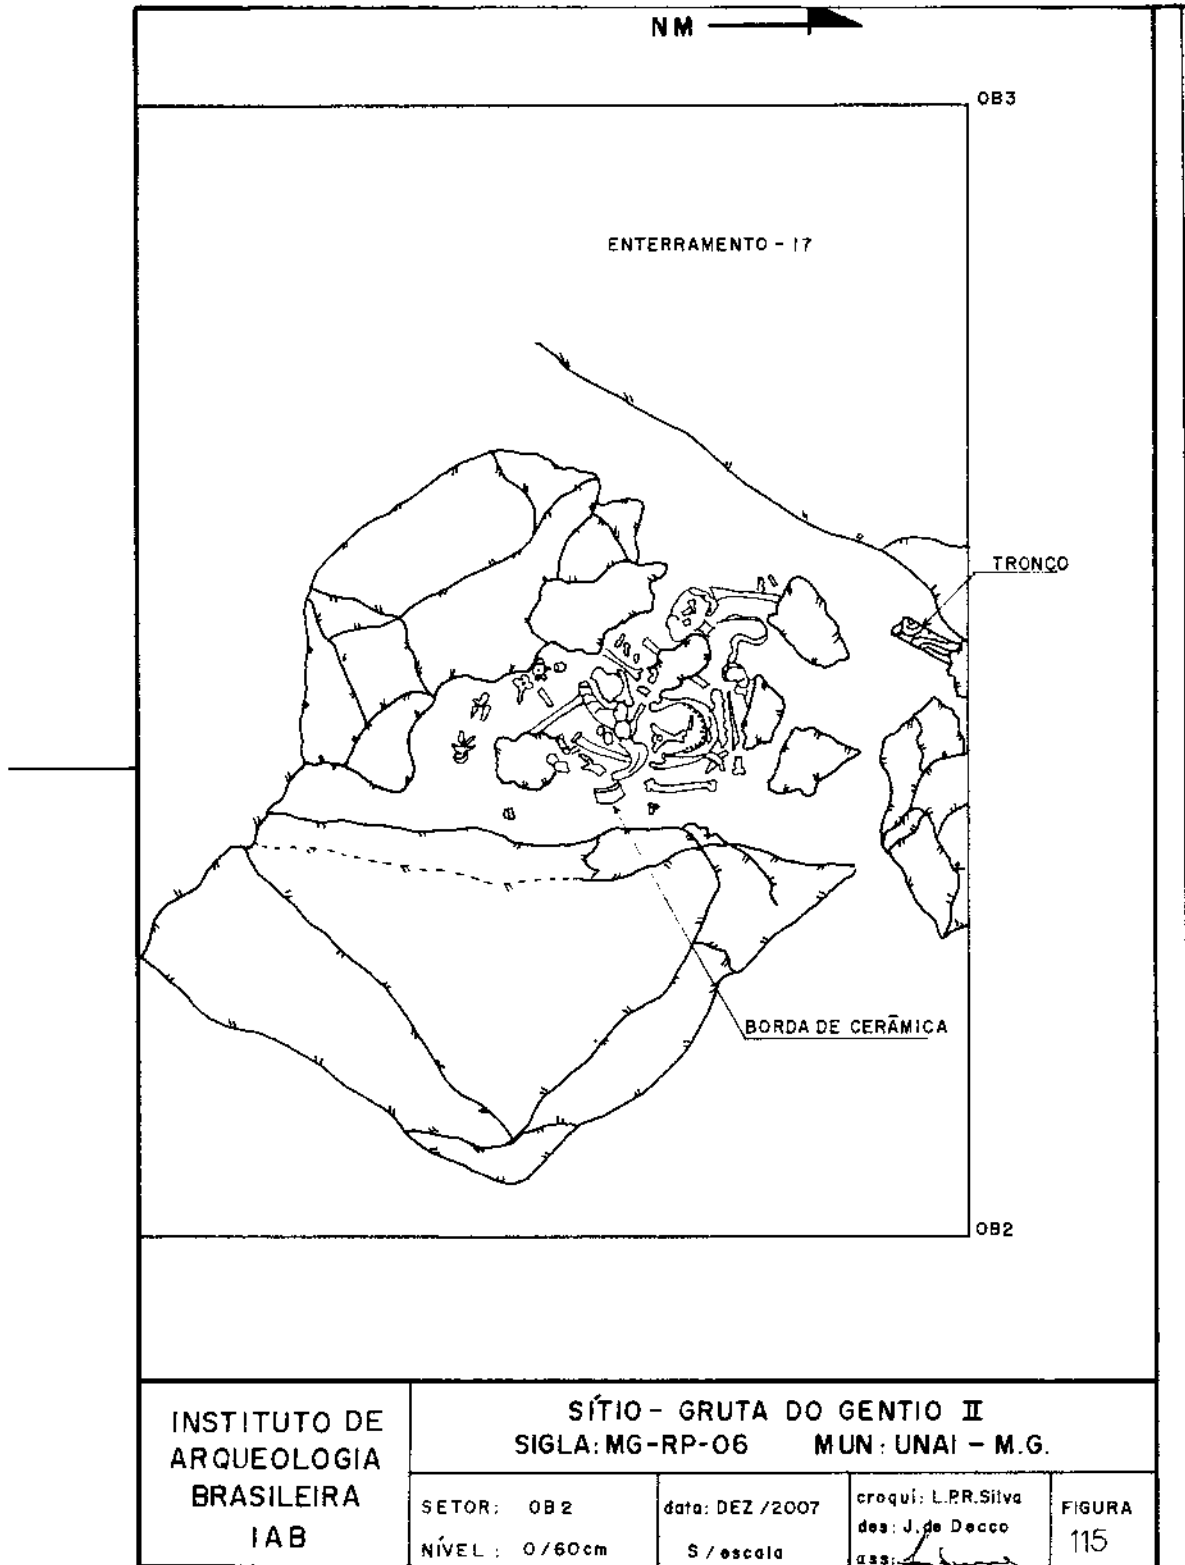 NM
OB3
ENTERRAMENTO - 17
TRONCO
BORDA DE CERÂMICA
OB2
INSTITUTO DE
ARQUEOLOGIA
BRASILEIRA
IAB
SÍTIO - GRUTA DO GENTIO II
SIGLA: MG-RP-06 MUN: UNAI - M.G.
SETOR: OB2
NÍVEL: 0/60cm
data: DEZ/2007
S/escala
croqui: L.P.R.Silva
des: J.de Decco
ass:
FIGURA
115